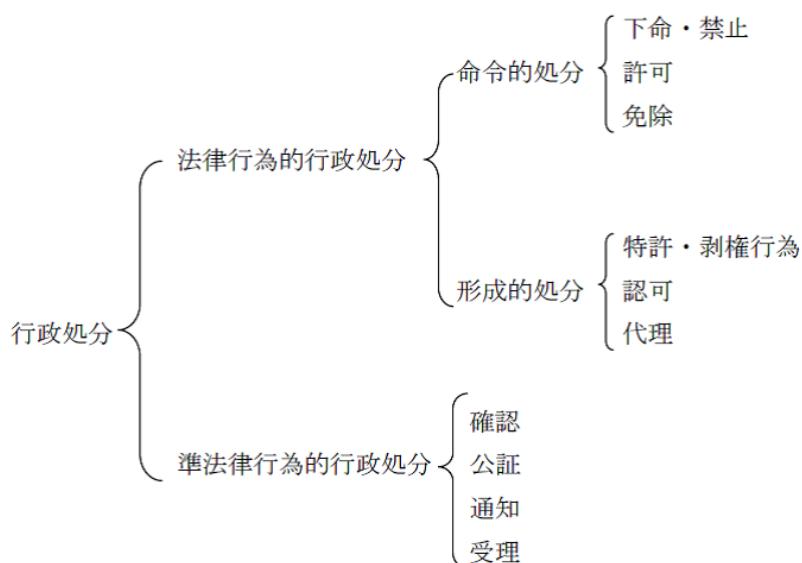 下命・禁止
命令的処分
許可
免除
法律行為的行政処分
特許・剥権行為
形成的処分
認可
代理
行政処分
確認
準法律行為的行政処分
公証
通知
受理